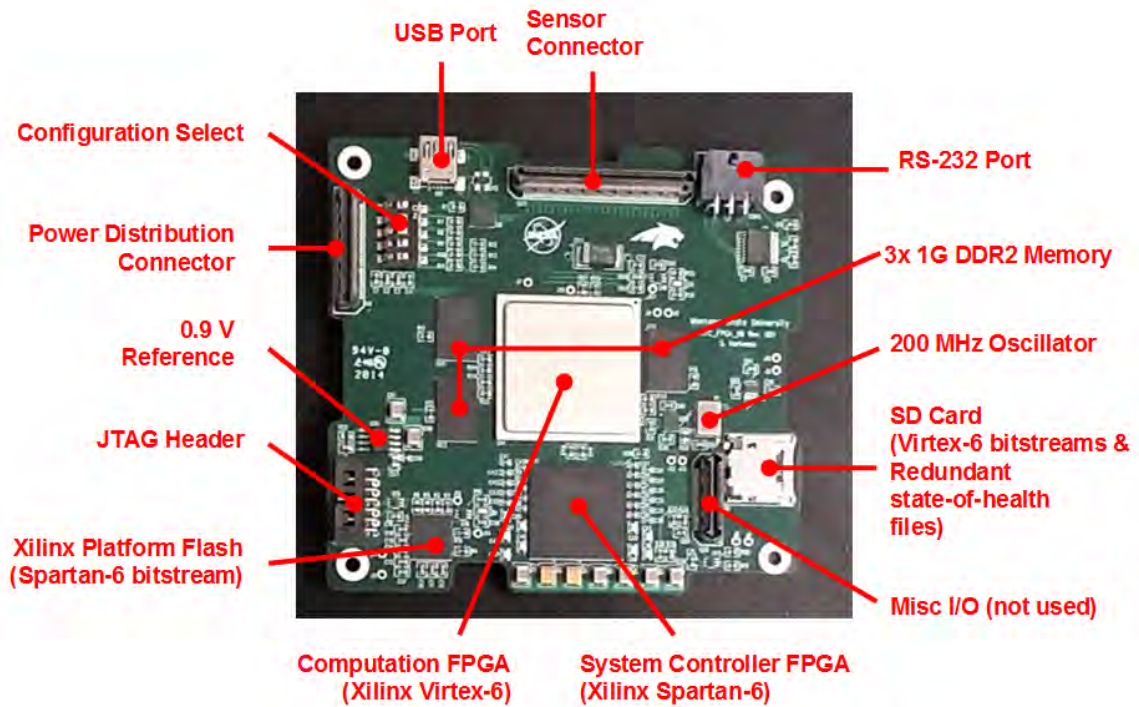 USB Port
Sensor
Connector
Configuration Select
RS-232 Port
Power Distribution
Connector
3x 1G DDR2 Memory
0.9 V
Reference
200 MHz Oscillator
94V-0
2014
JTAG Header
SD Card
(Virtex-6 bitstreams &
Redundant
state-of-health
files)
Xilinx Platform Flash
(Spartan-6 bitstream)
Misc I/O (not used)
Computation FPGA
(Xilinx Virtex-6)
System Controller FPGA
(Xilinx Spartan-6)